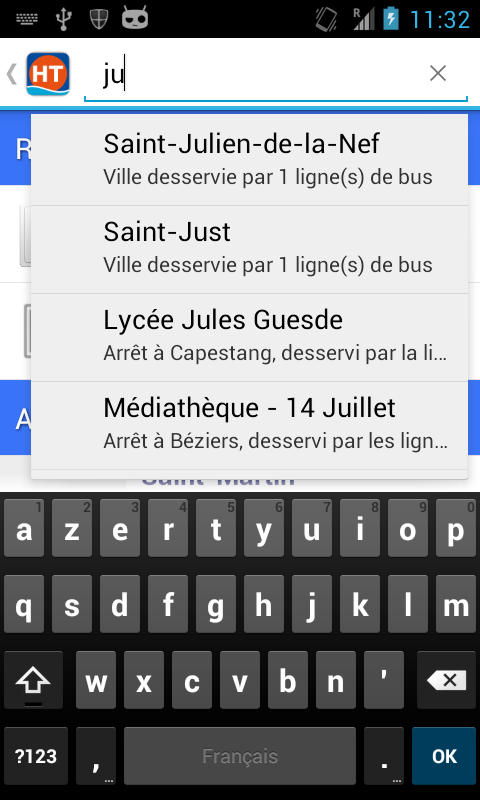 R 11:32
HT ju
R
Saint-Julien-de-la-Nef
Ville desservie par 1 ligne(s) de bus
Saint-Just
Ville desservie par 1 ligne(s) de bus
Lycée Jules Guesde
Arrêt à Capestang, desservi par la li...
A
Médiathèque - 14 Juillet
Arrêt à Béziers, desservi par les lign...
Saint-Martin
1 2 3 4 5 6 7 8 9 0
a z e r t y u i o p
q s d f g h j k l m
w x c v b n '
?123 , ... Français . ... OK